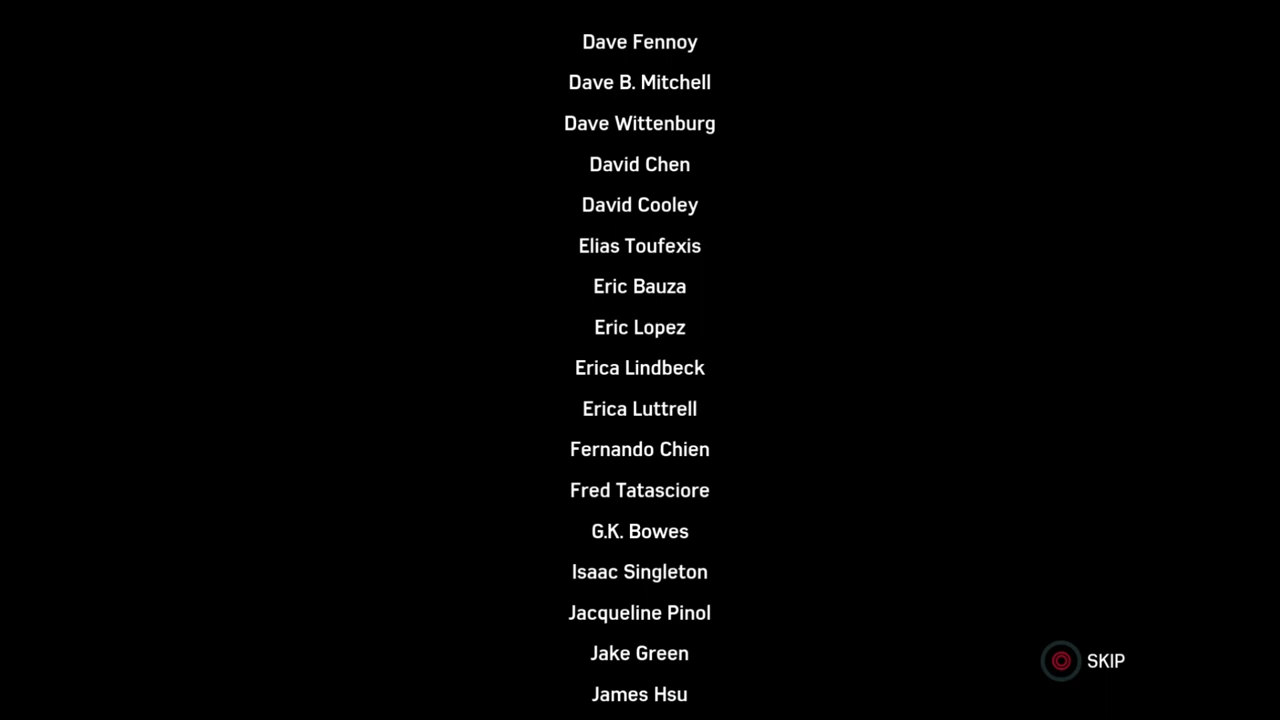 Dave Fennoy
Dave B. Mitchell
Dave Wittenburg
David Chen
David Cooley
Elias Toufexis
Eric Bauza
Eric Lopez
Erica Lindbeck
Erica Luttrell
Fernando Chien
Fred Tatasciore
G.K. Bowes
Isaac Singleton
Jacqueline Pinol
Jake Green
SKIP
James Hsu